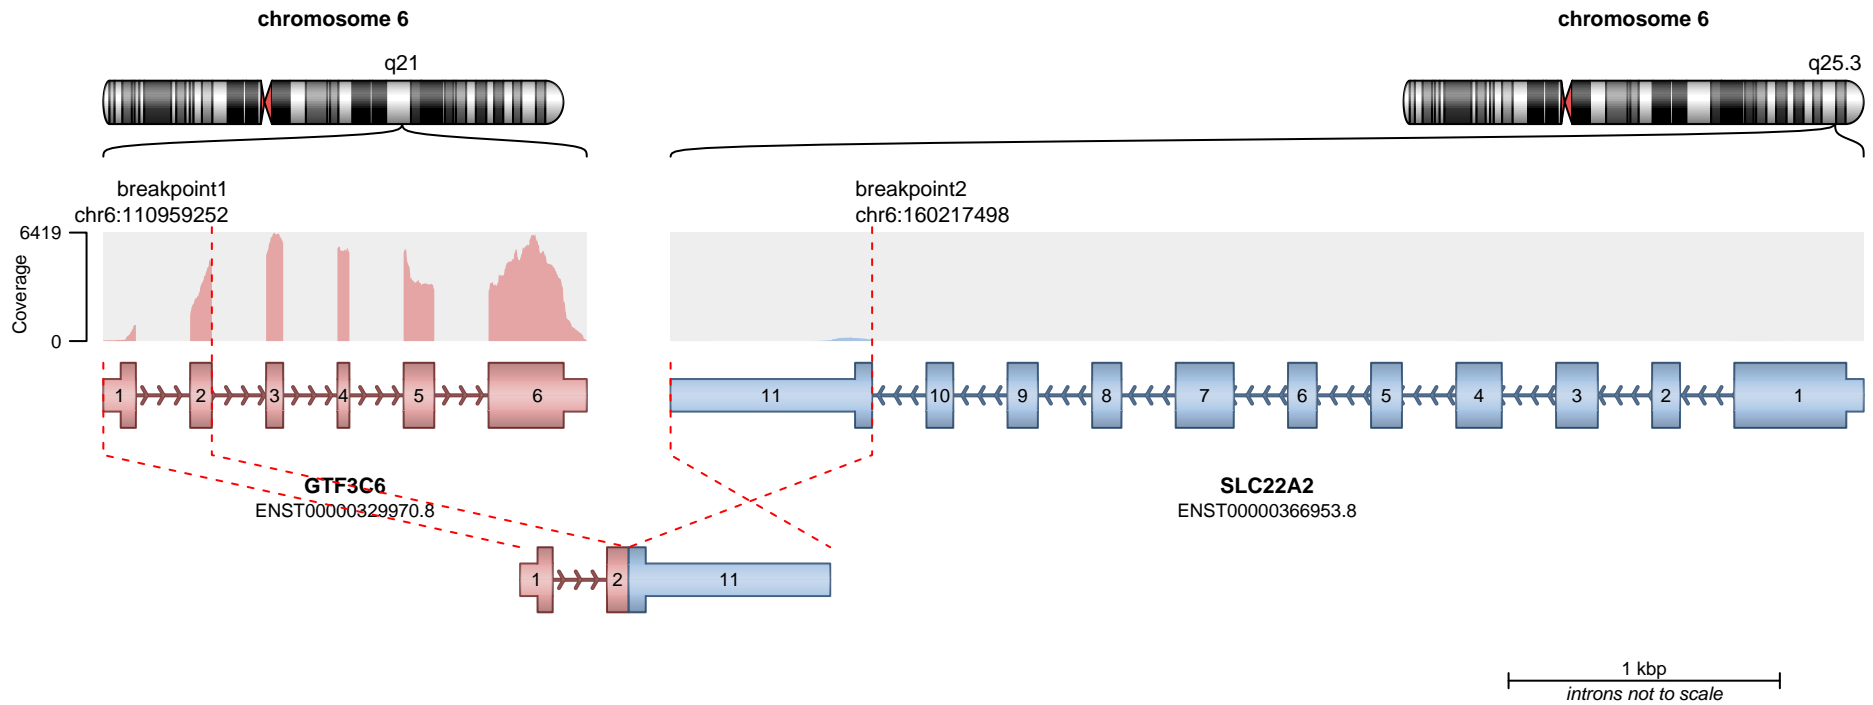 chromosome 6
chromosome 6
q21
q25.3
breakpoint1
chr6:110959252
breakpoint2
chr6:160217498
6419
Coverage
0
1 2 3 4 5 6
11 10 9 8 7 6 5 4 3 2 1
GTF3C6
ENST00000329970.8
SLC22A2
ENST00000366953.8
1 2 11
1 kbp
introns not to scale